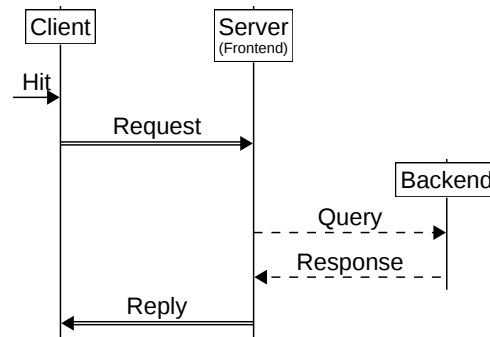 Client
Server
(Frontend)
Hit
Request
Backend
Query
Response
Reply